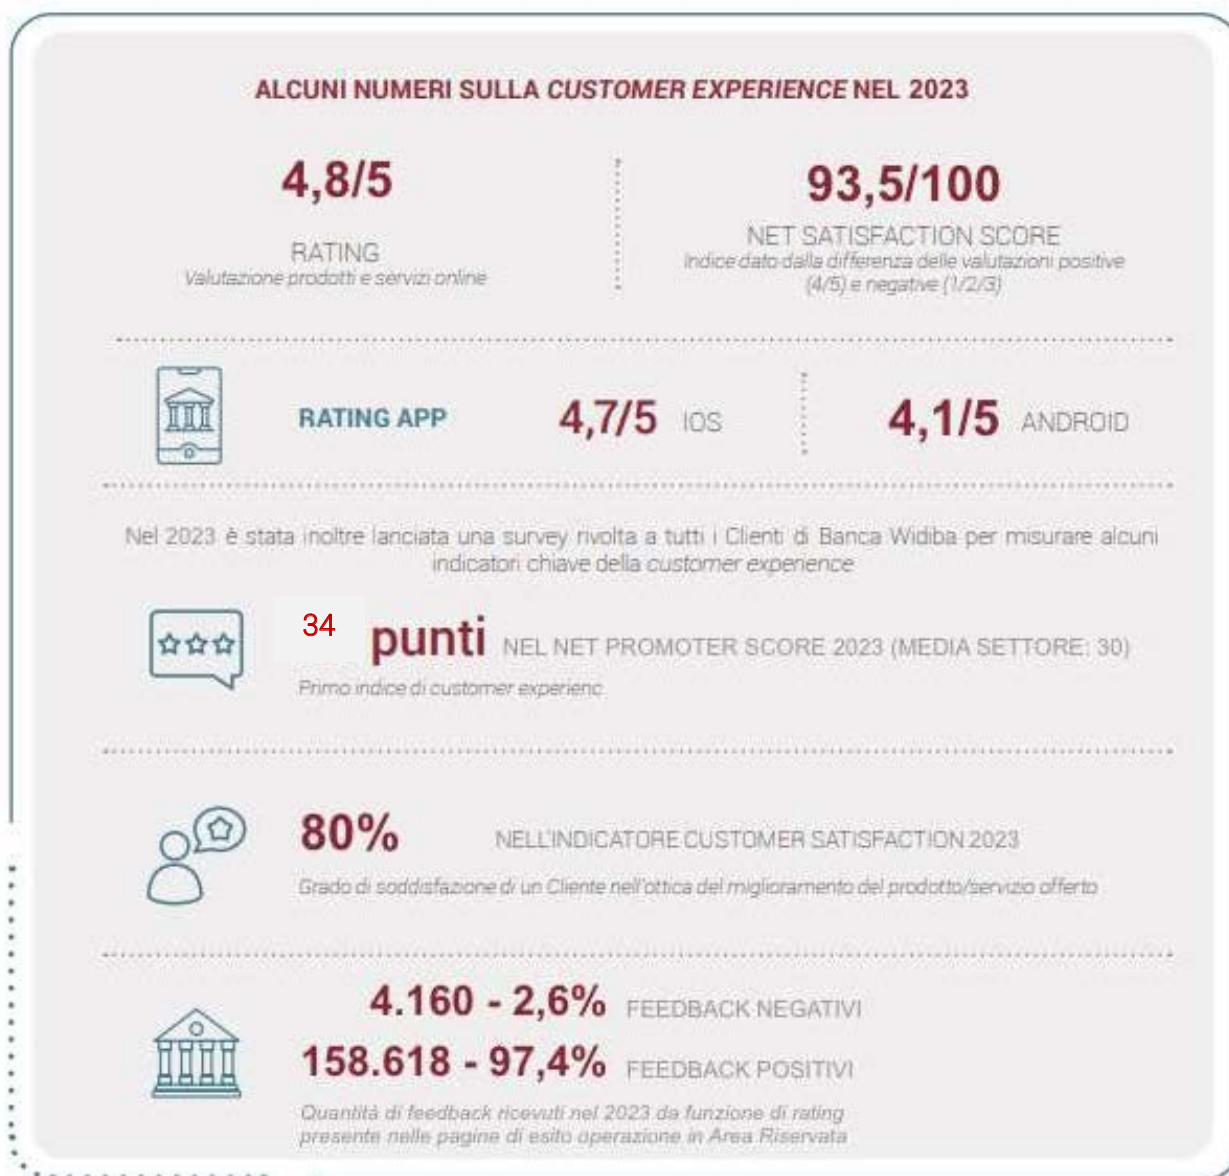 ALCUNI NUMERI SULLA CUSTOMER EXPERIENCE NEL 2023
4,8/5
RATING
Valutazione prodotti e servizi online
93,5/100
NET SATISFACTION SCORE
Indice dato dalla differenza delle valutazioni positive
(4/5) e negative (1/2/3)
RATING APP
4,7/5 IOS
4,1/5 ANDROID
Nel 2023 è stata inoltre lanciata una survey rivolta a tutti i Clienti di Banca Widiba per misurare alcuni
indicatori chiave della customer experience
34 punti NEL NET PROMOTER SCORE 2023 (MEDIA SETTORE: 30)
Primo indice di customer experienc
80% NELL'INDICATORE CUSTOMER SATISFACTION 2023
Grado di soddisfazione di un Cliente nell'ottica del miglioramento del prodotto/servizio offerto
4.160 - 2,6% FEEDBACK NEGATIVI
158.618 - 97,4% FEEDBACK POSITIVI
Quantità di feedback ricevuti nel 2023 da funzione di rating
presente nelle pagine di esito operazione in Area Riservata